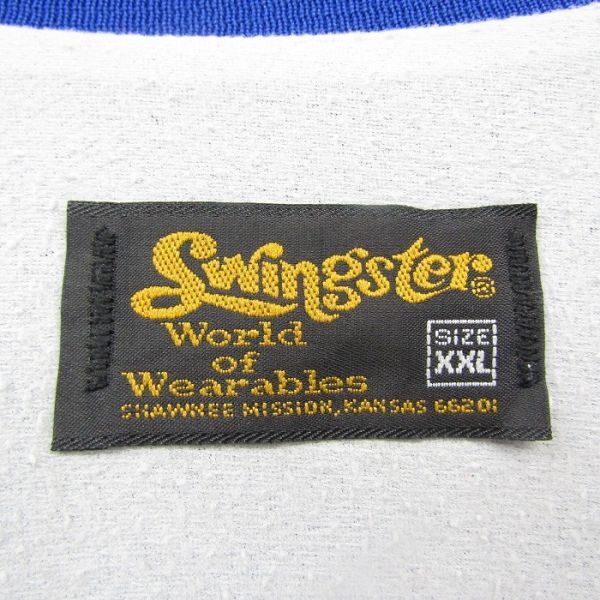 Swingster®
World
of
Wearables
SHAWNEE MISSION, KANSAS 66201
SIZE
XXL